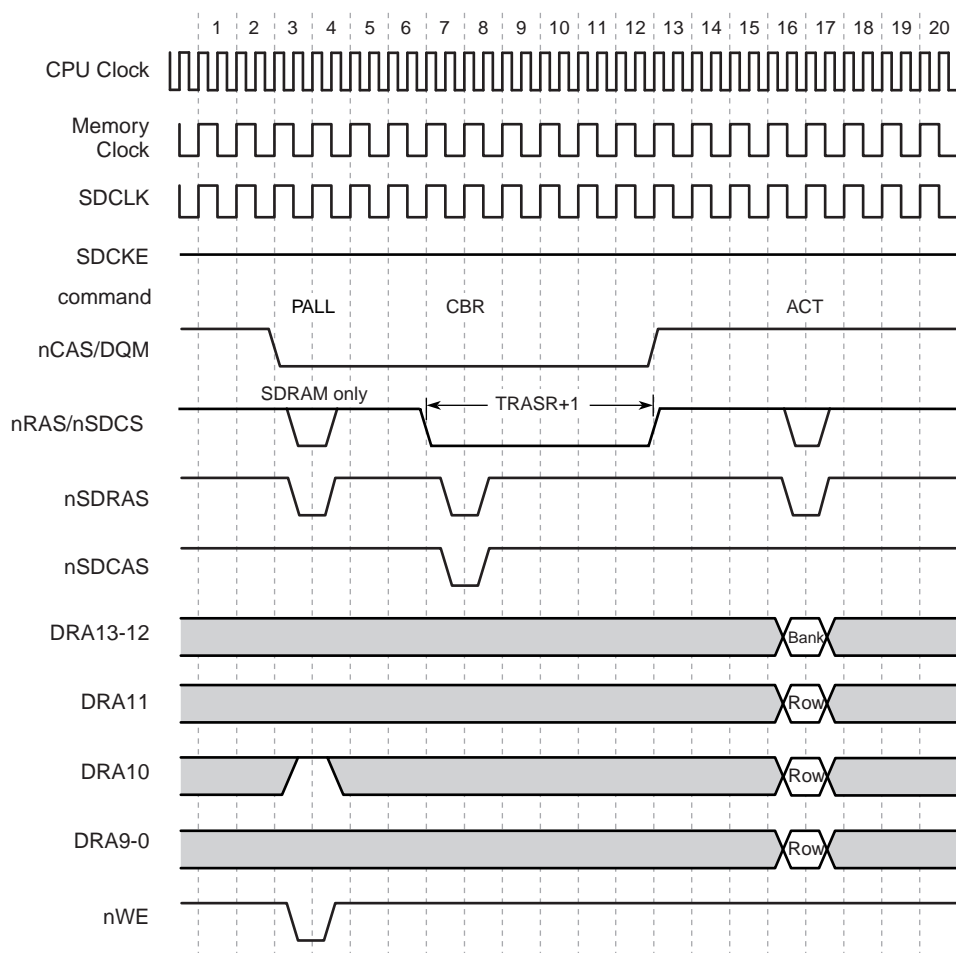 1 2 3 4 5 6 7 8 9 10 11 12 13 14 15 16 17 18 19 20
CPU Clock
Memory
Clock
SDCLK
SDCKE
command
PALL CBR ACT
nCAS/DQM
SDRAM only
TRASR+1
nRAS/nSDCS
nSDRAS
nSDCAS
DRA13-12 Bank
DRA11 Row
DRA10 Row
DRA9-0 Row
nWE